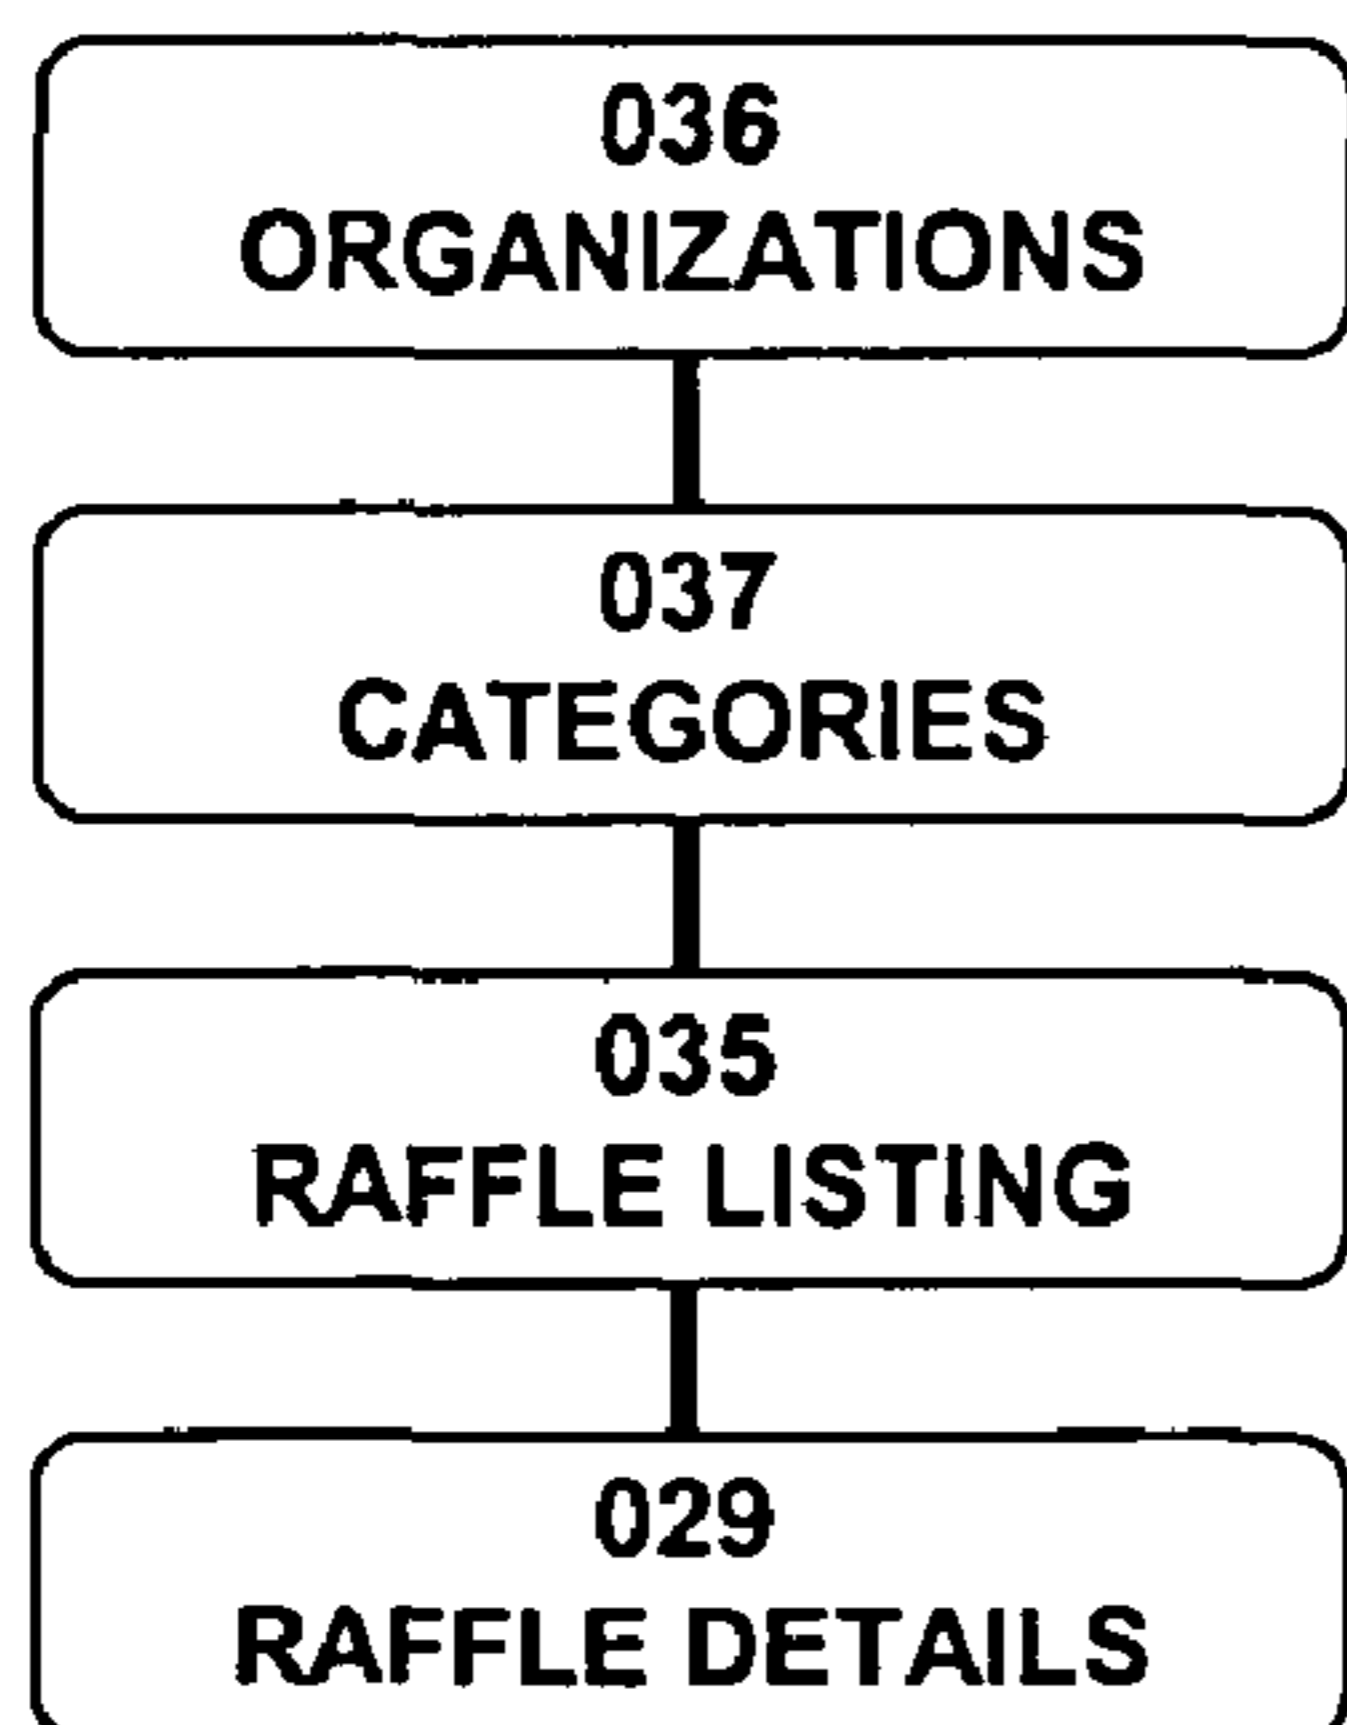 036
ORGANIZATIONS
037
CATEGORIES
035
RAFFLE LISTING
029
RAFFLE DETAILS